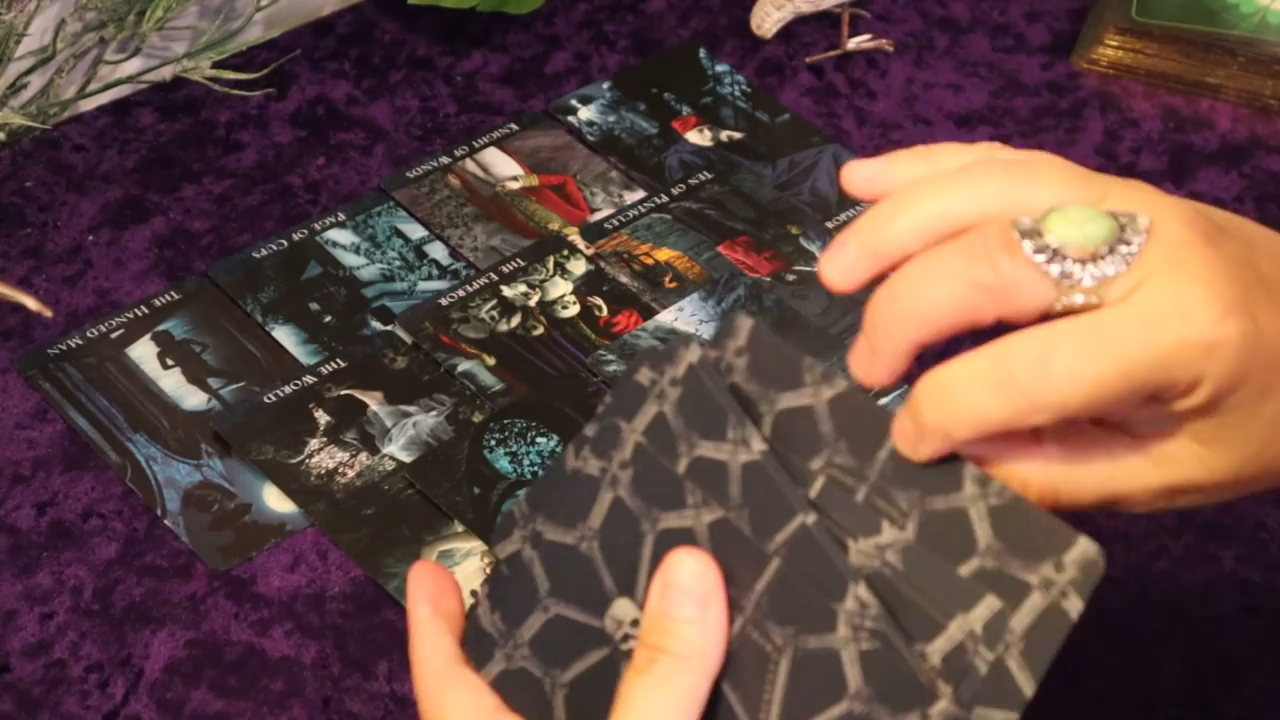 KNIGHT OF WANDS
TEN OF PENTACLES
PAGE OF CUPS
THE EMPEROR
THE HANGED MAN
THE WORLD